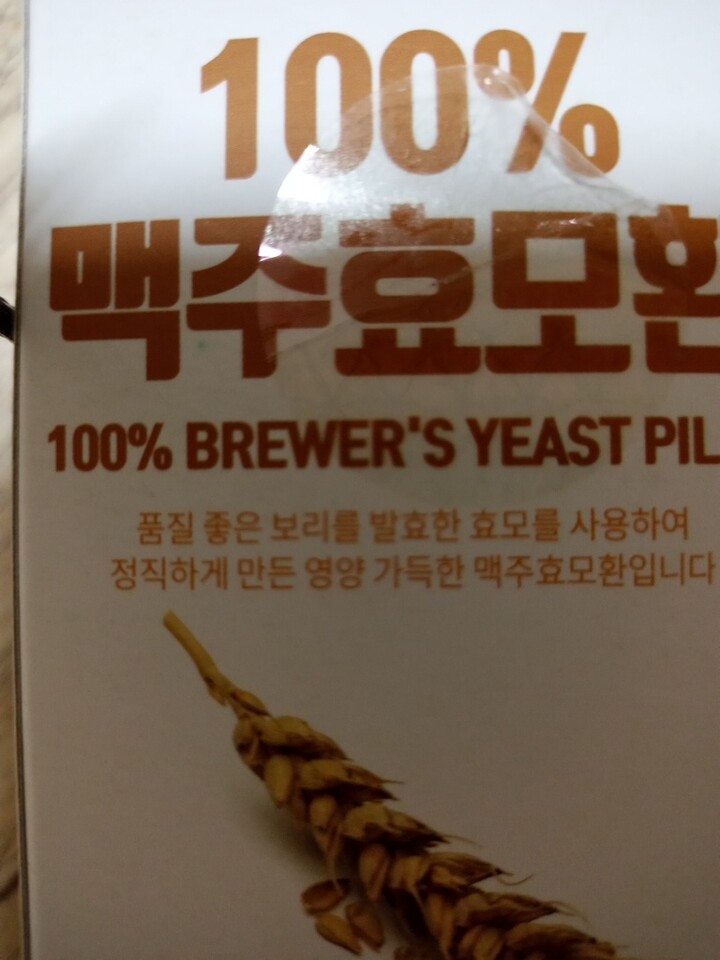 100%
맥주효모환
100% BREWER'S YEAST PIL
품질 좋은 보리를 발효한 효모를 사용하여
정직하게 만든 영양 가득한 맥주효모환입니다